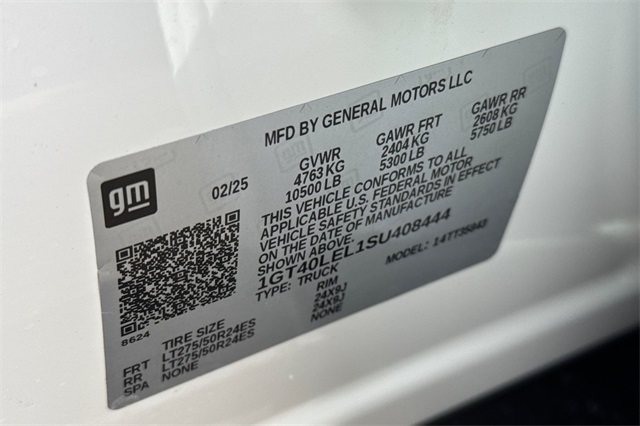 MFD BY GENERAL MOTORS LLC
gm
02/25
GVWR GAWR FRT GAWR RR
4763 KG 2404 KG 2608 KG
10500 LB 5300 LB 5750 LB
THIS VEHICLE CONFORMS TO ALL
APPLICABLE U.S. FEDERAL MOTOR
VEHICLE SAFETY STANDARDS IN EFFECT
ON THE DATE OF MANUFACTURE
SHOWN ABOVE.
1GT40LEL1SU408444
TYPE: TRUCK MODEL: 14TT35843
8624
TIRE SIZE RIM
FRT LT275/50R24ES 24X9J
RR LT275/50R24ES 24X9J
SPA NONE NONE